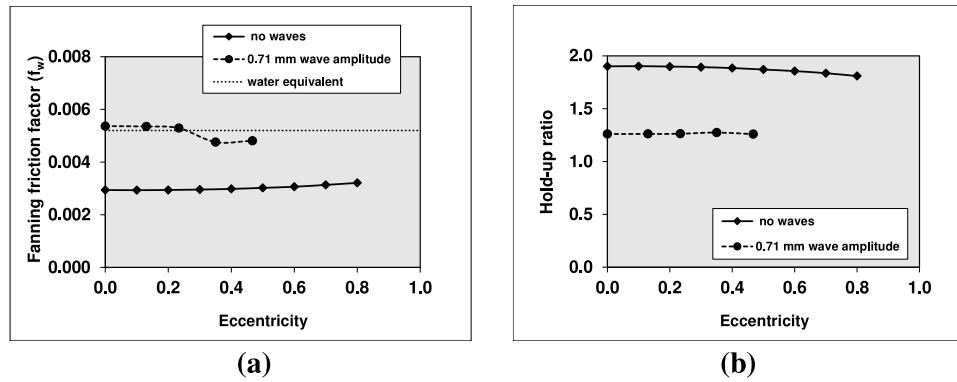 no waves
0.71 mm wave amplitude
water equivalent
Fanning friction factor (fw)
0.008
0.006
0.004
0.002
0.000
0.0 0.2 0.4 0.6 0.8 1.0
Eccentricity
(a)
Hold-up ratio
2.0
1.5
1.0
0.5
0.0
no waves
0.71 mm wave amplitude
0.0 0.2 0.4 0.6 0.8 1.0
Eccentricity
(b)